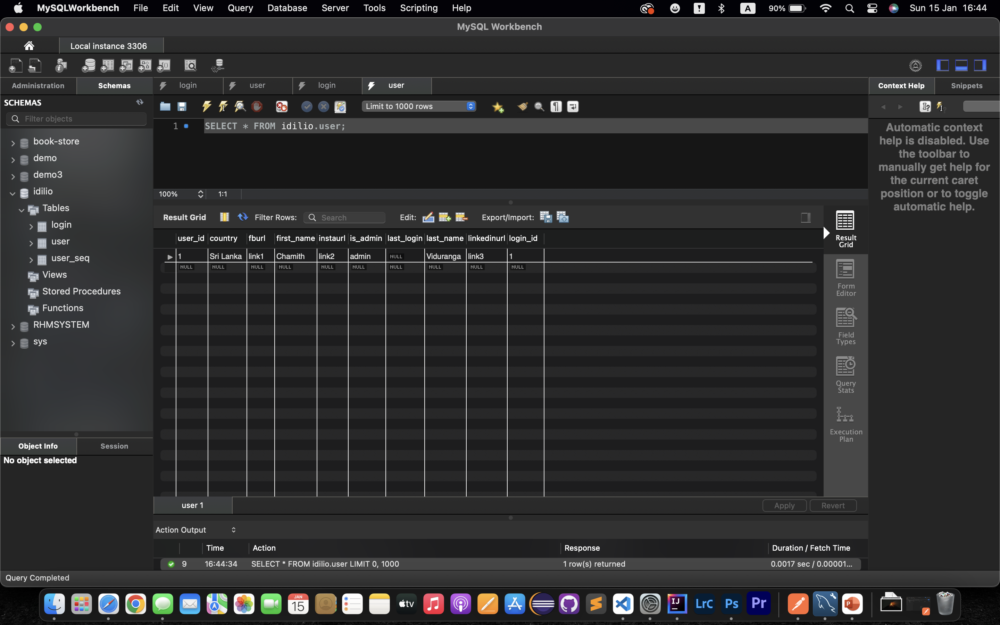 MySQLWorkbench File Edit View Query Database Server Tools Scripting Help A 90% Sun 15 Jan 16:44
MySQL Workbench
Local instance 3306
Administration Schemas login user login user Context Help Snippets
SCHEMAS
Filter objects
Limit to 1000 rows
1 SELECT * FROM idilio.user;
book-store
demo
demo3
idilio
Tables
login
user
user_seq
Views
Stored Procedures
Functions
RHMSYSTEM
sys
Automatic context
help is disabled. Use
the toolbar to
manually get help for
the current caret
position or to toggle
automatic help.
100% 1:1
Result Grid Filter Rows: Search Edit: Export/Import:
user_id country fburl first_name instaurl is_admin last_login last_name linkedinurl login_id
1 Sri Lanka link1 Chamith link2 admin NULL Viduranga link3 1
NULL NULL NULL NULL NULL NULL NULL NULL NULL NULL
Result
Grid
Form
Editor
Field
Types
Query
Stats
Execution
Plan
Object Info Session
No object selected
user 1 Apply Revert
Action Output
Time Action Response Duration / Fetch Time
9 16:44:34 SELECT * FROM idilio.user LIMIT 0, 1000 1 row(s) returned 0.0017 sec / 0.00001...
Query Completed
JAN
15
tv
IJ
LrC
Ps
Pr
P